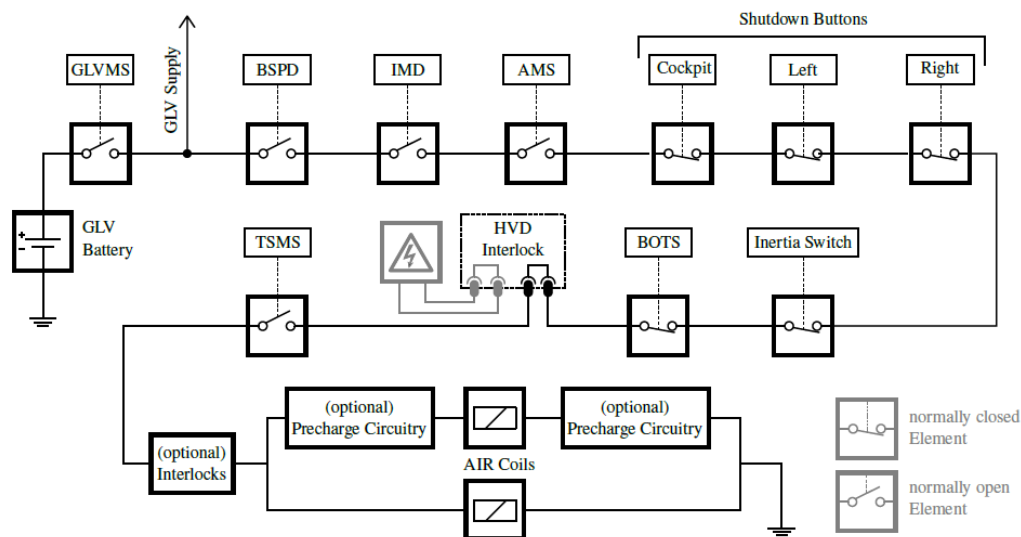 Shutdown Buttons
GLVMS
BSPD
IMD
AMS
Cockpit
Left
Right
GLV Supply
+
-
GLV
Battery
TSMS
HVD
Interlock
BOTS
Inertia Switch
(optional)
Precharge Circuitry
(optional)
Precharge Circuitry
(optional)
Interlocks
AIR Coils
normally closed
Element
normally open
Element